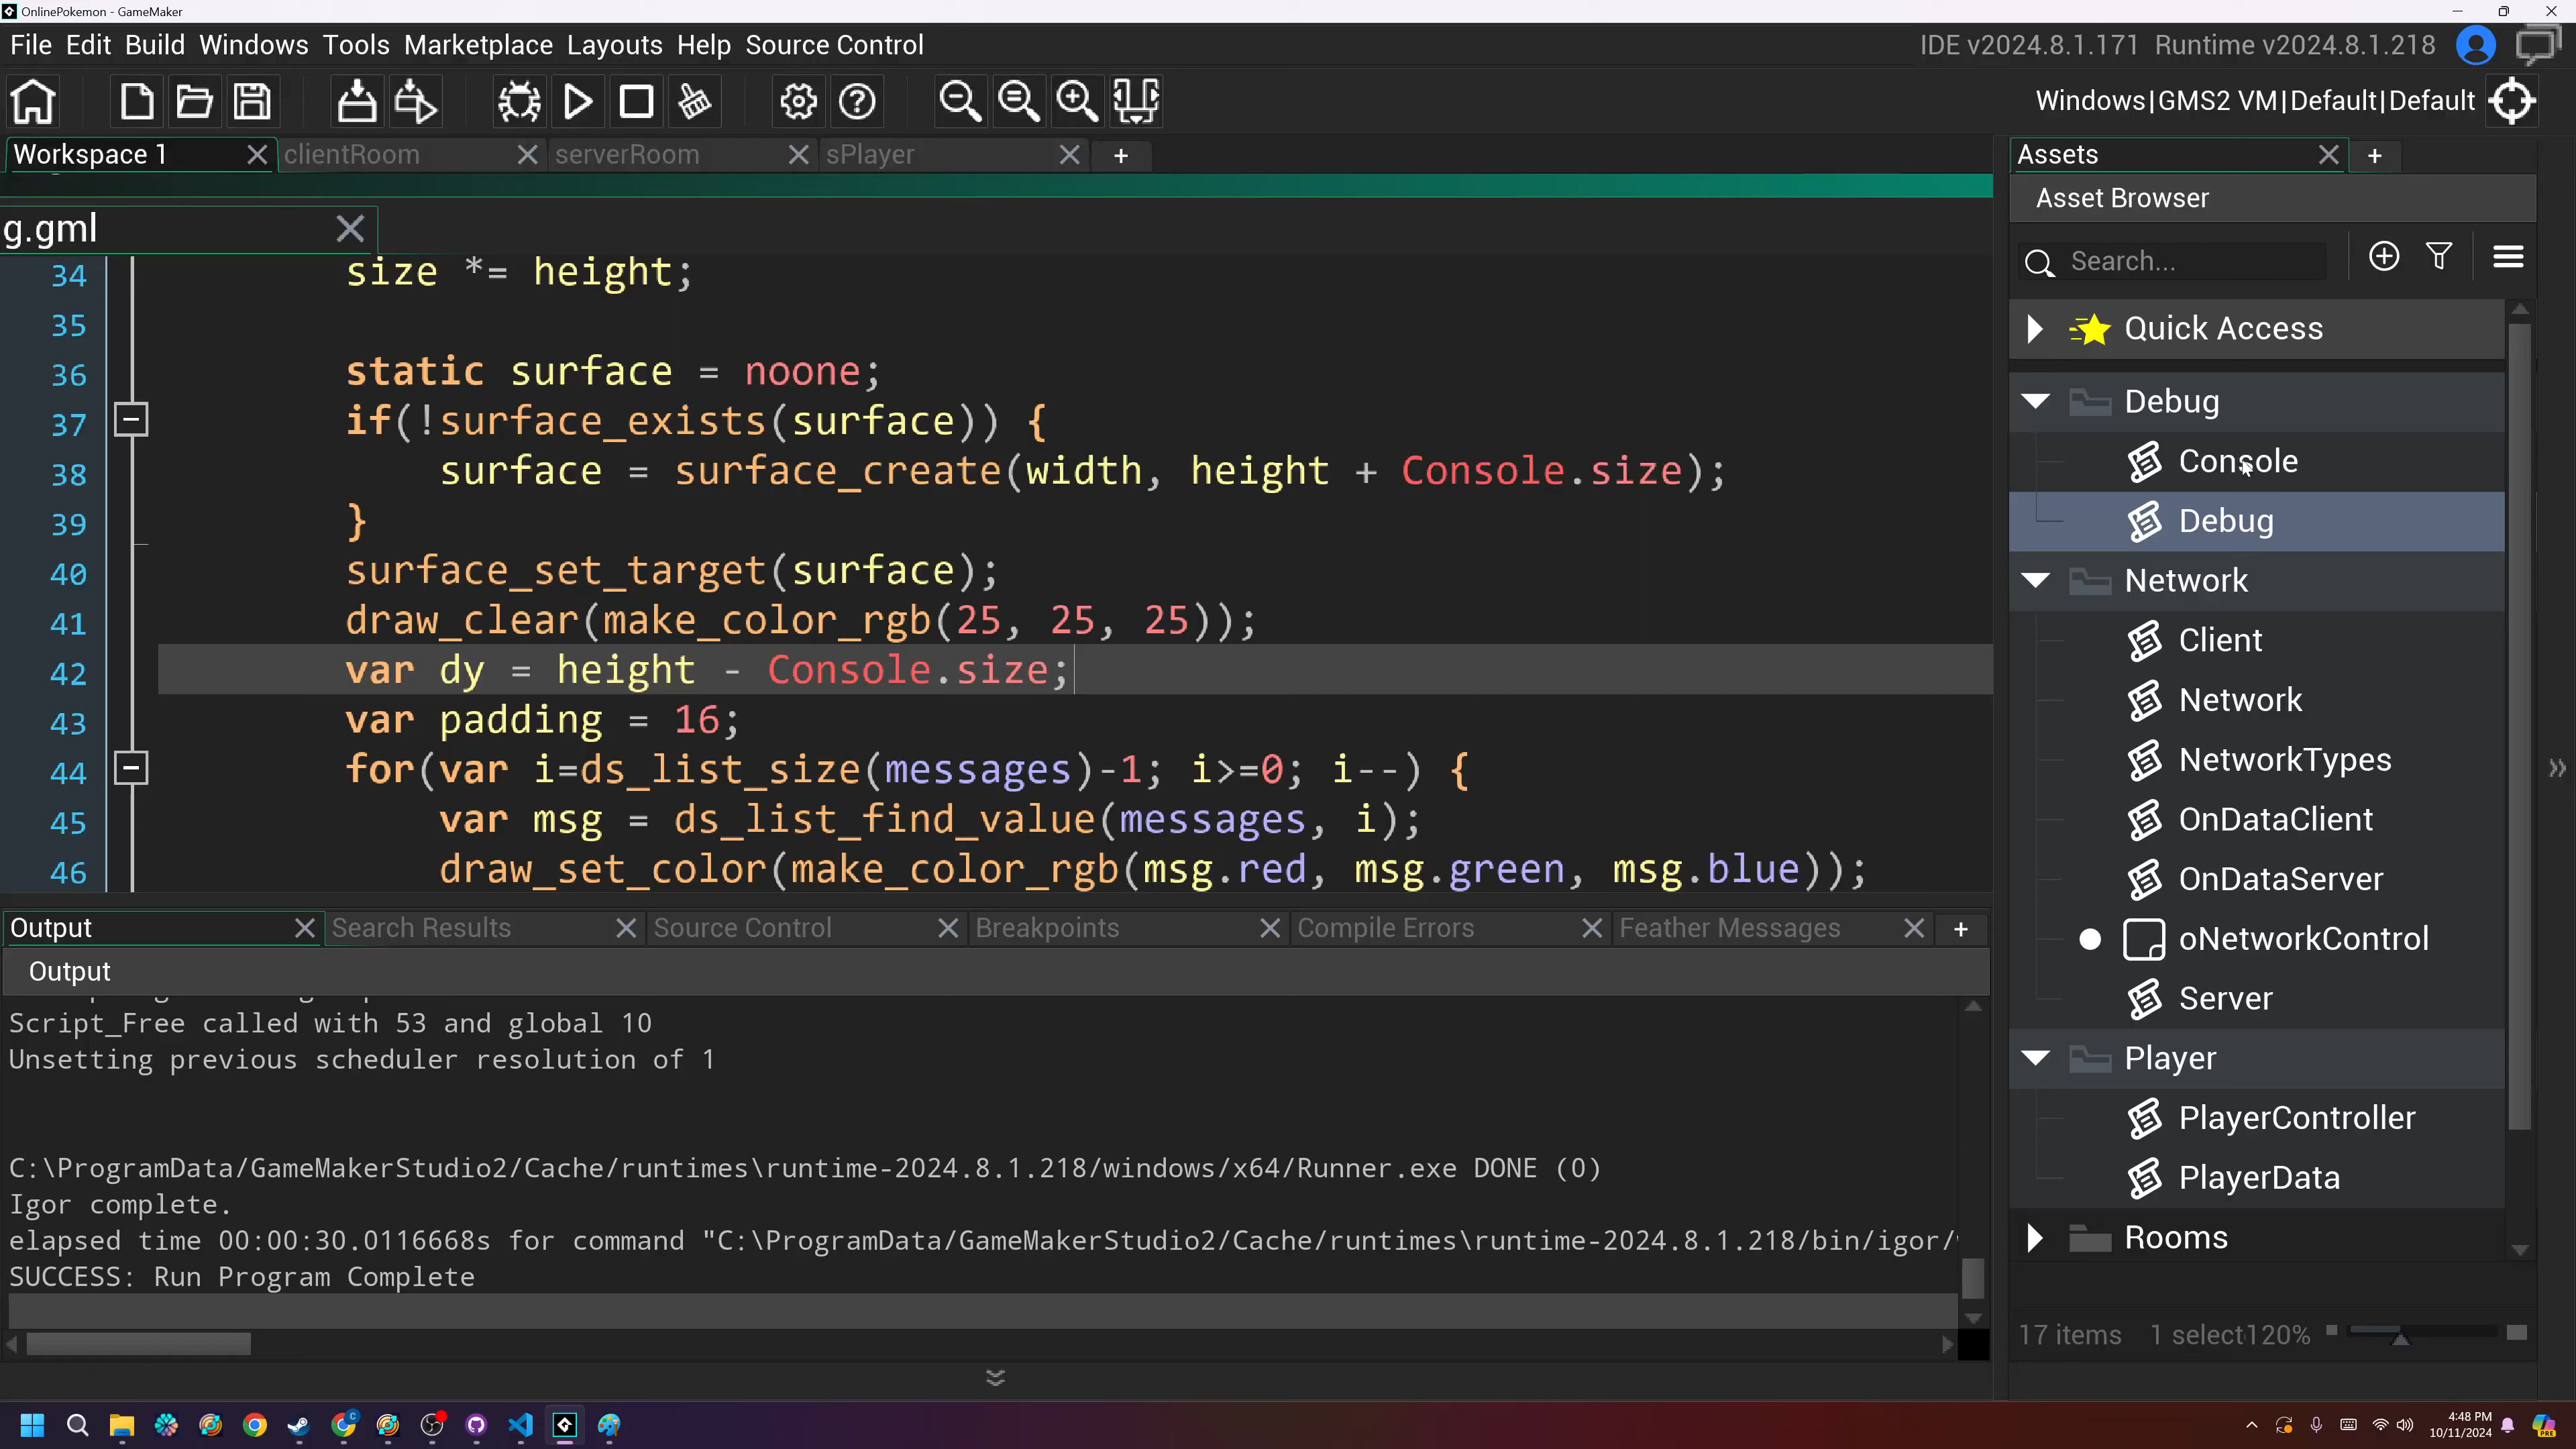 OnlinePokemon - GameMaker
File Edit Build Windows Tools Marketplace Layouts Help Source Control
IDE v2024.8.1.171 Runtime v2024.8.1.218
Windows|GMS2 VM|Default|Default
Workspace 1
clientRoom
serverRoom
sPlayer
+
Assets
+
Asset Browser
g.gml
Search...
34 size *= height;
35
36 static surface = noone;
37 if(!surface_exists(surface)) {
38 surface = surface_create(width, height + Console.size);
39 }
40 surface_set_target(surface);
41 draw_clear(make_color_rgb(25, 25, 25));
42 var dy = height - Console.size;
43 var padding = 16;
44 for(var i=ds_list_size(messages)-1; i>=0; i--) {
45 var msg = ds_list_find_value(messages, i);
46 draw_set_color(make_color_rgb(msg.red, msg.green, msg.blue));
Quick Access
Debug
Console
Debug
Network
Client
Network
NetworkTypes
OnDataClient
OnDataServer
oNetworkControl
Server
Player
PlayerController
PlayerData
Rooms
17 items 1 select 120%
Output
Search Results
Source Control
Breakpoints
Compile Errors
Feather Messages
+
Output
Script_Free called with 53 and global 10
Unsetting previous scheduler resolution of 1
C:\ProgramData/GameMakerStudio2/Cache/runtimes\runtime-2024.8.1.218/windows/x64/Runner.exe DONE (0)
Igor complete.
elapsed time 00:00:30.0116668s for command "C:\ProgramData/GameMakerStudio2/Cache/runtimes\runtime-2024.8.1.218/bin/igor/
SUCCESS: Run Program Complete
4:48 PM
10/11/2024